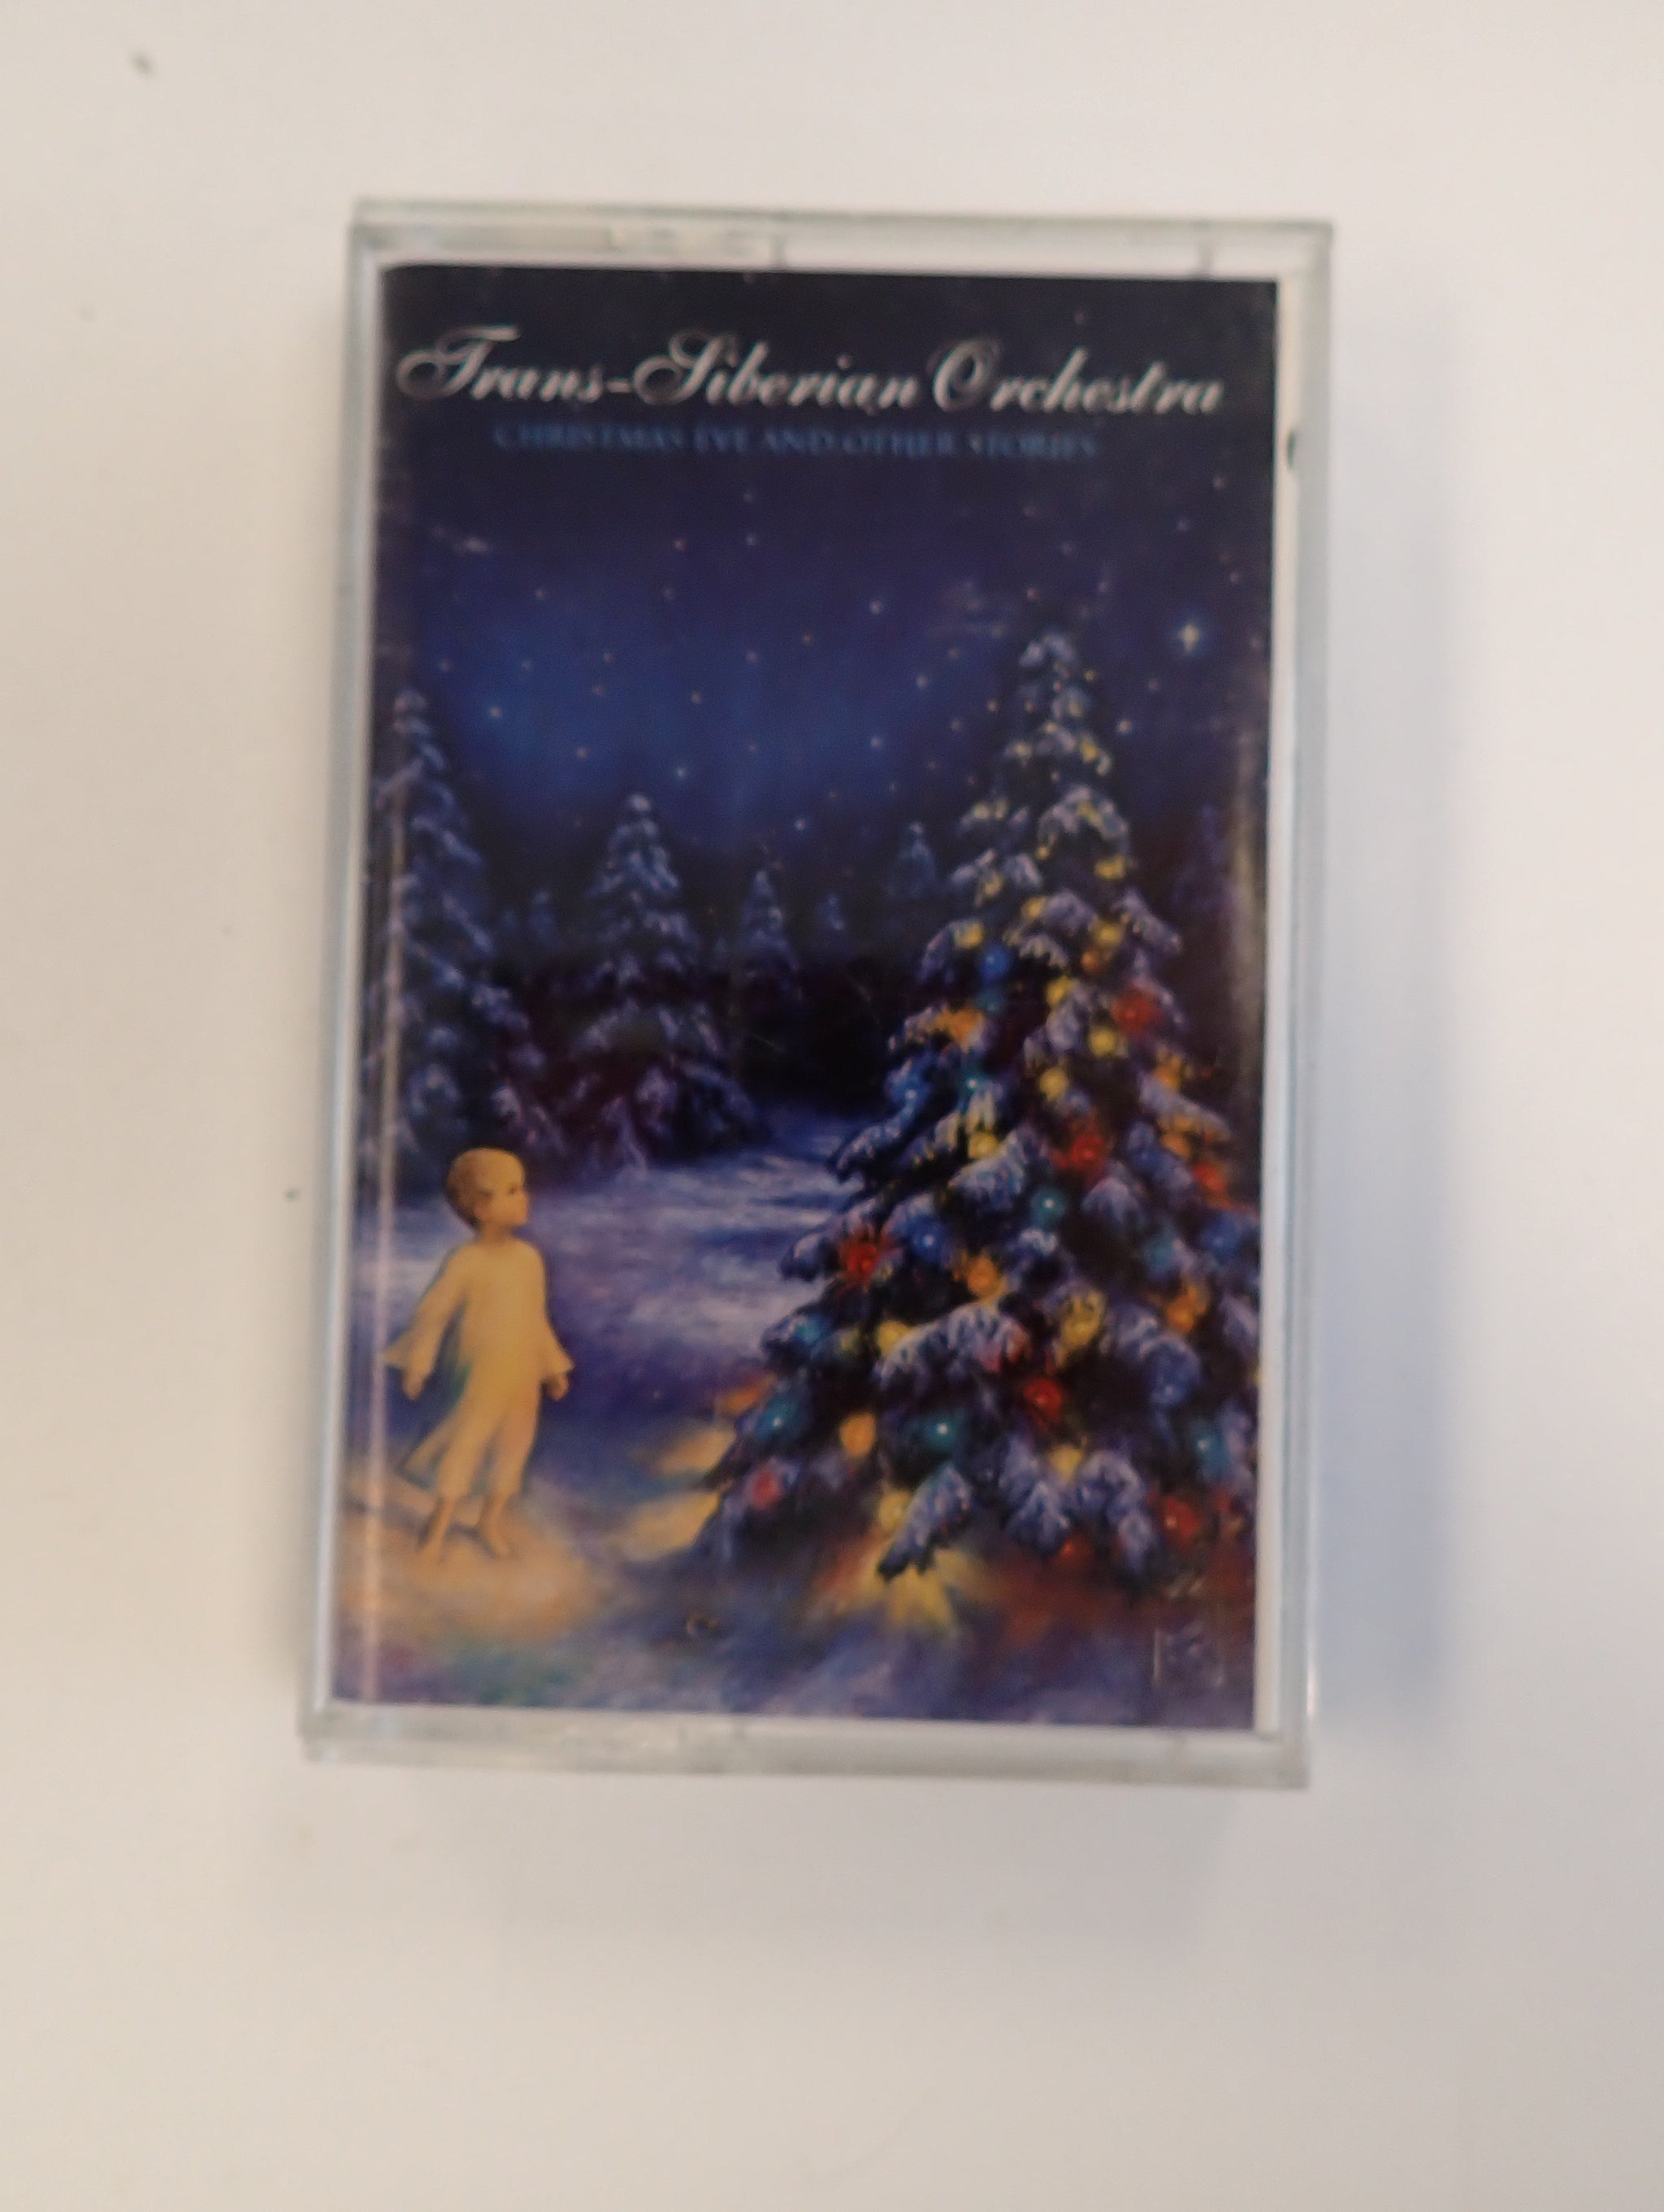 Trans-Siberian Orchestra
CHRISTMAS EVE AND OTHER STORIES